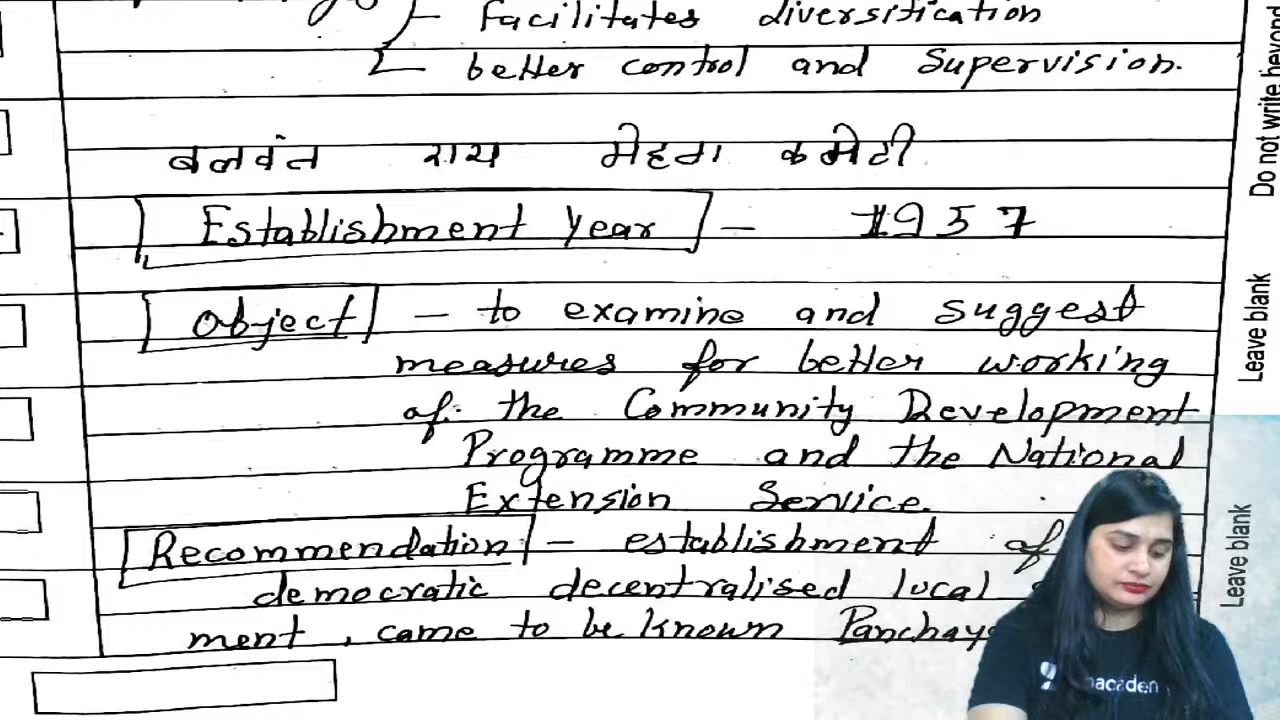 Facilitates diversification
better control and Supervision.
बलवंत राय मेहता कमेटी
Establishment Year – 1957
Object – to examine and suggest
measures for better working
of the Community Development
Programme and the National
Extension Service.
Recommendation – establishment of
democratic decentralised local
ment, came to be known Panchay
Do not write beyond
Leave blank
Leave blank